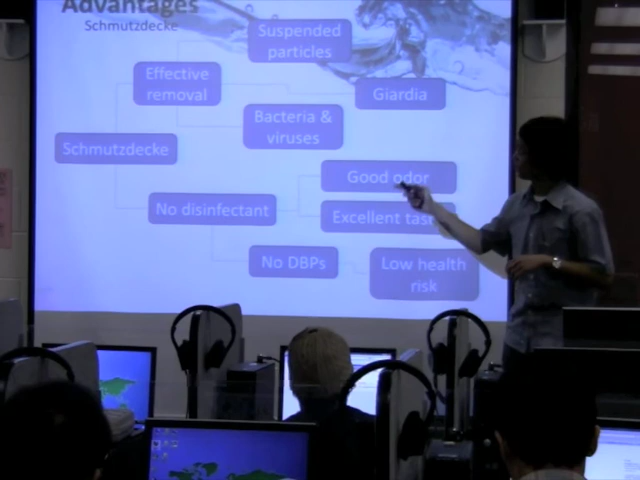 Advantages
Schmutzdecke
Suspended
particles
Effective
removal
Giardia
Bacteria &
viruses
Schmutzdecke
Good odor
No disinfectant
Excellent
No DBPs
Low health
risk